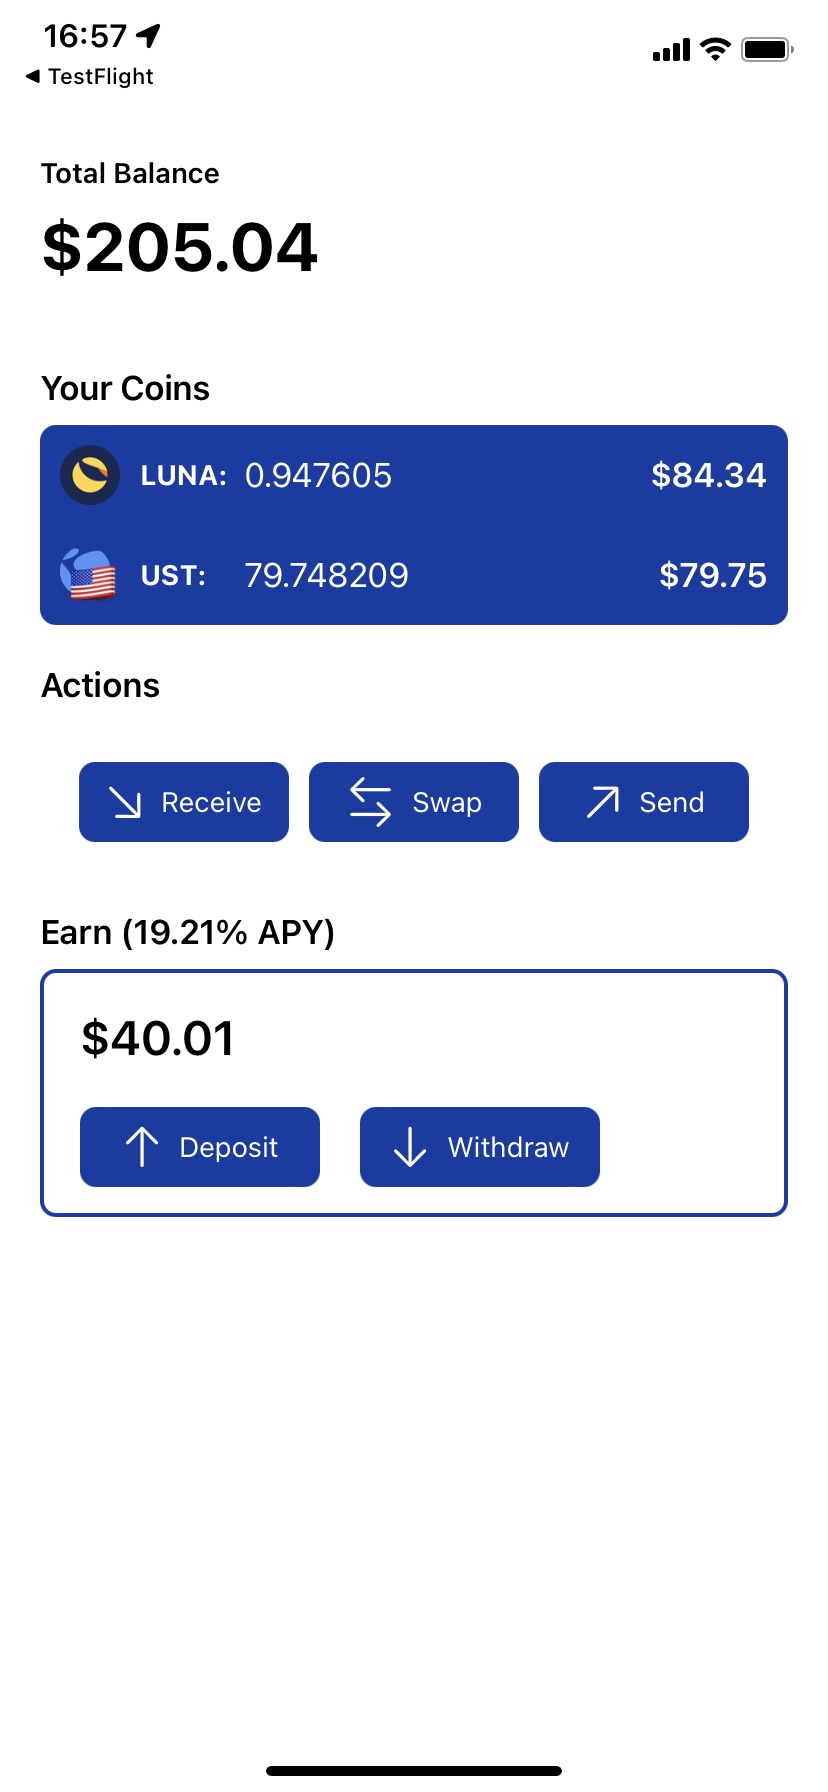 16:57
TestFlight
Total Balance
$205.04
Your Coins
LUNA: 0.947605 $84.34
UST: 79.748209 $79.75
Actions
Receive Swap Send
Earn (19.21% APY)
$40.01
Deposit Withdraw